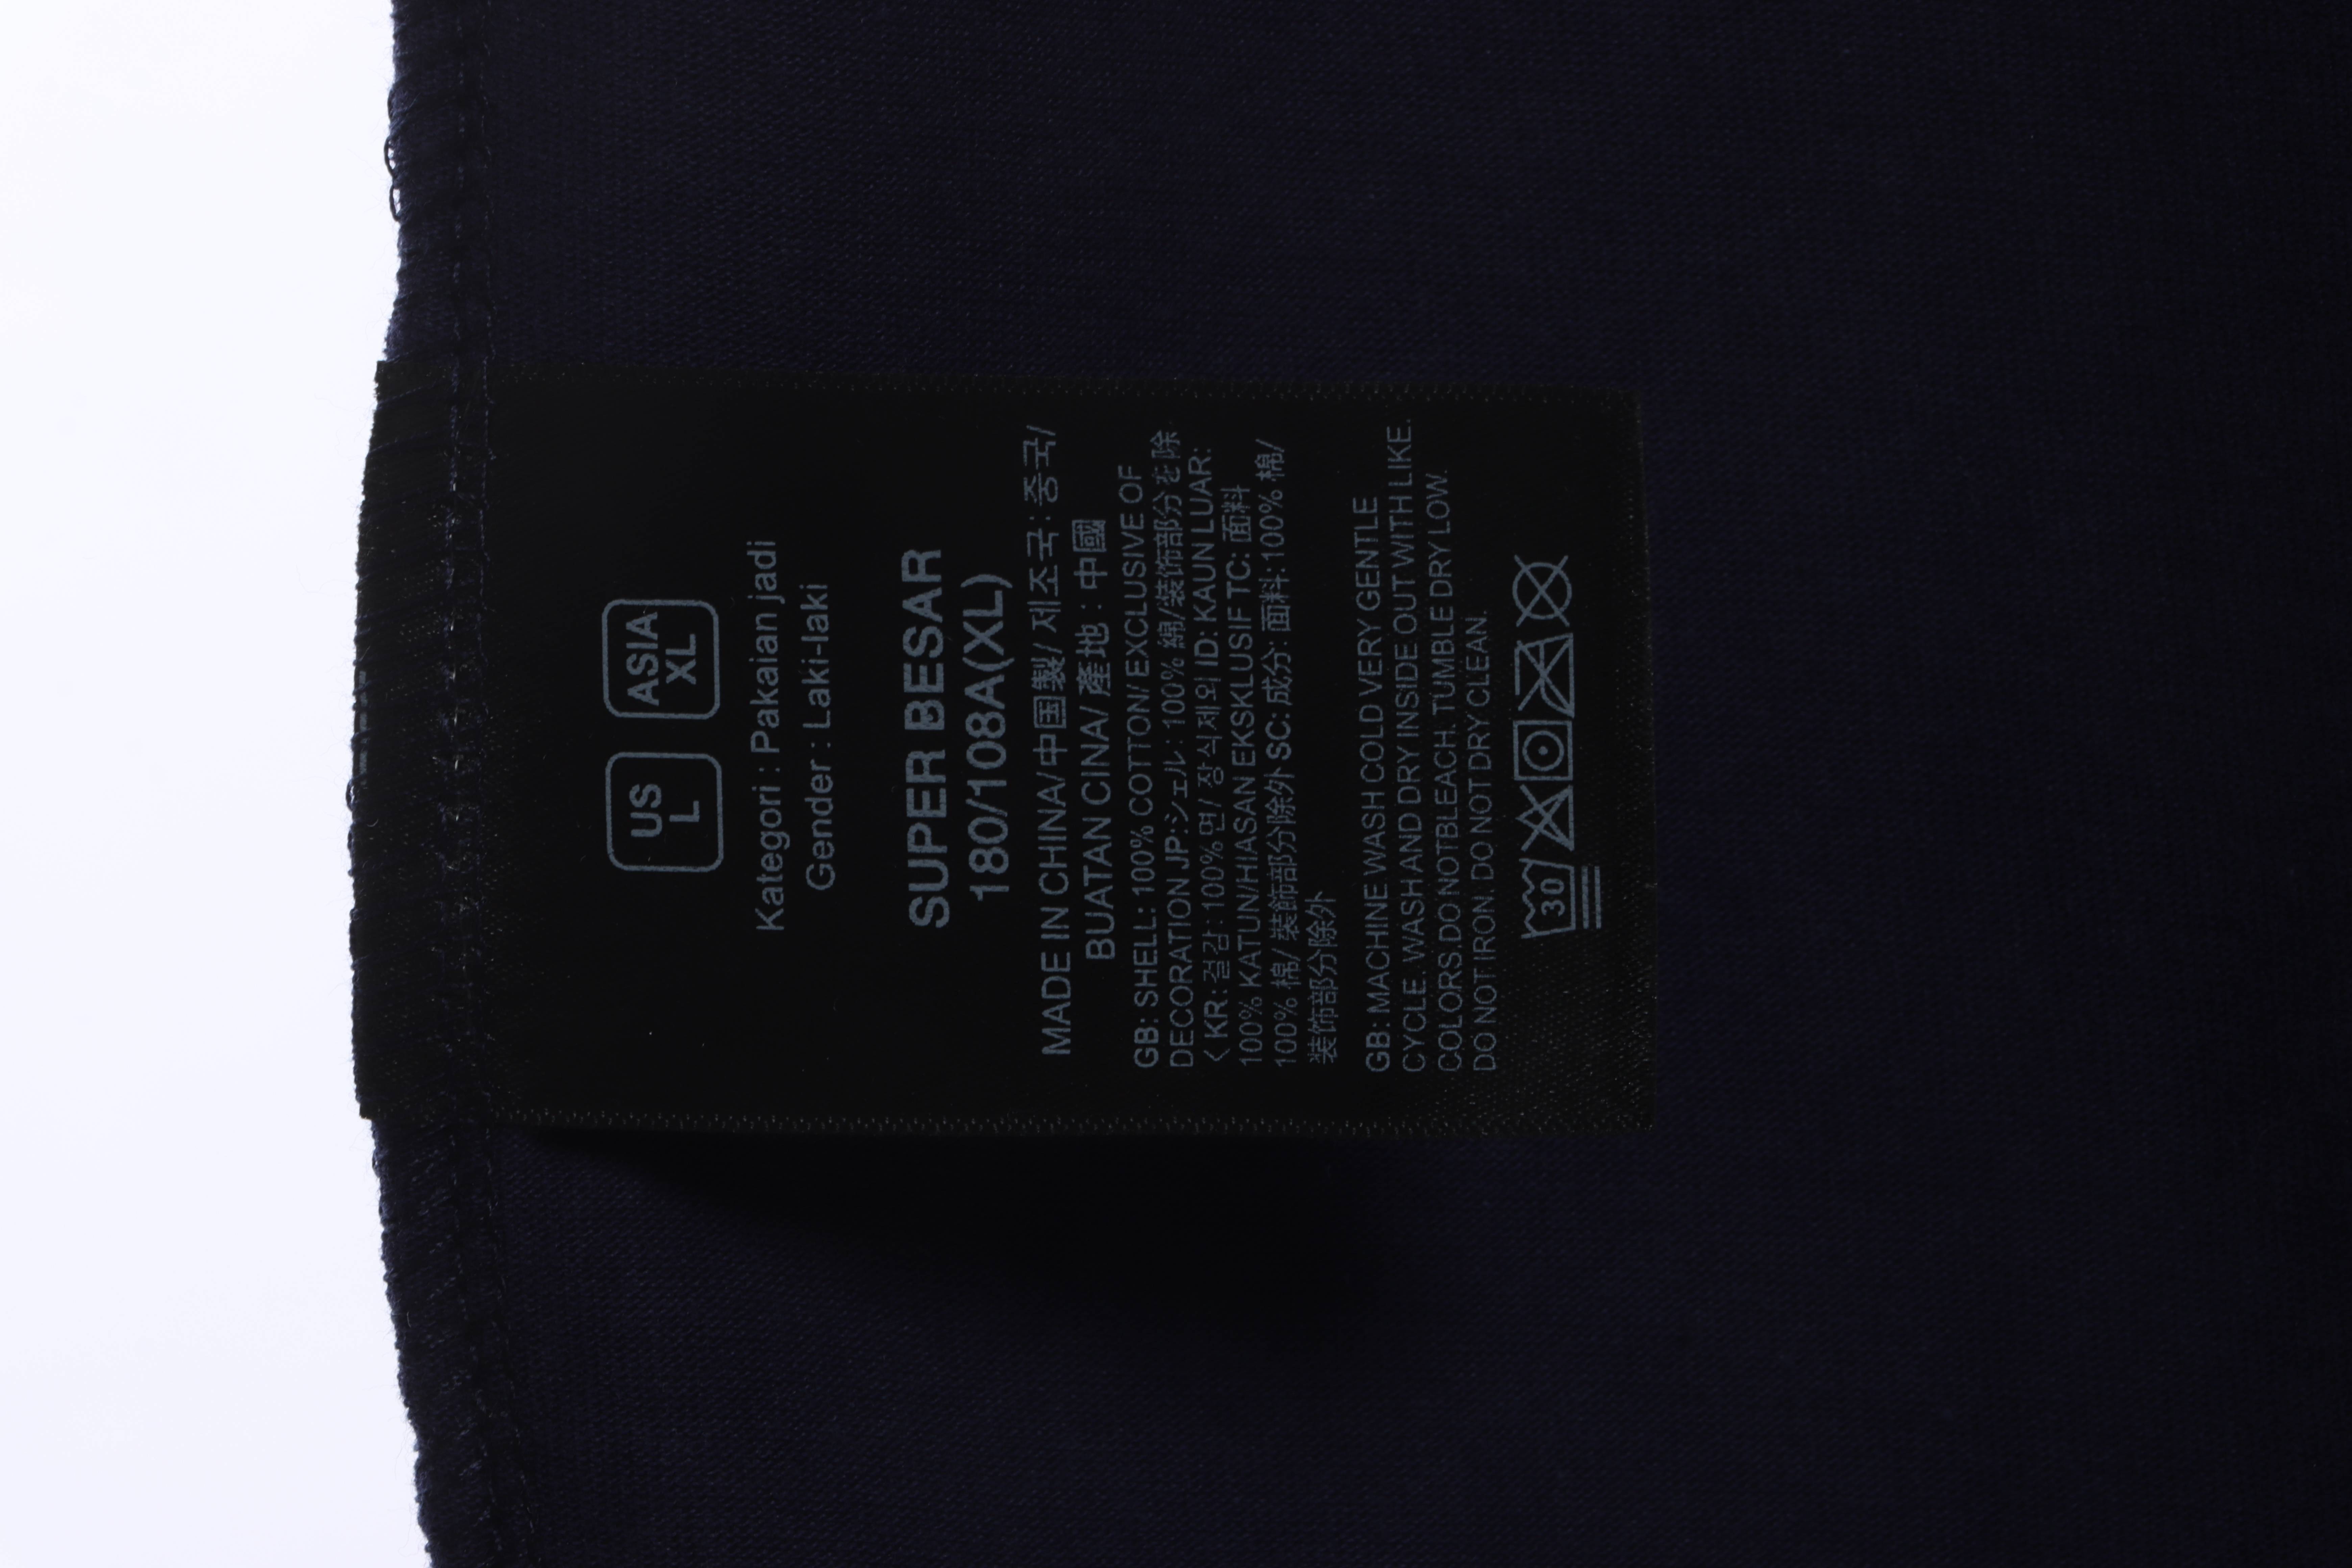 US
L
ASIA
XL
Kategori : Pakaian jadi
Gender : Laki-laki
SUPER BESAR
180/108A(XL)
MADE IN CHINA/中国製/ 제조국: 중국/
BUATAN CINA/ 產地 : 中國
GB: SHELL: 100% COTTON/ EXCLUSIVE OF
DECORATION JP:シェル: 100% 綿/装饰部分を除
く KR: 겉감: 100% 면/ 장식제외 ID: KAUN LUAR:
100% KATUN/HIASAN EKSKLUSIF TC: 面料
100% 棉/ 裝飾部分除外 SC: 成分: 面料:100% 棉/
装饰部分除外
GB: MACHINE WASH COLD VERY GENTLE
CYCLE. WASH AND DRY INSIDE OUT WITH LIKE.
COLORS.DO NOTBLEACH. TUMBLE DRY LOW.
DO NOT IRON. DO NOT DRY CLEAN.
30